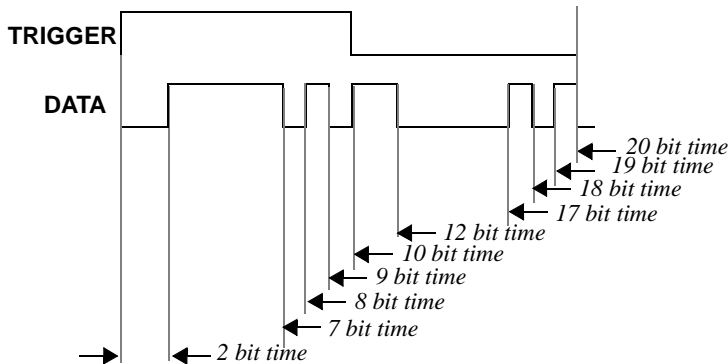 TRIGGER
DATA
20 bit time
19 bit time
18 bit time
17 bit time
12 bit time
10 bit time
9 bit time
8 bit time
7 bit time
2 bit time